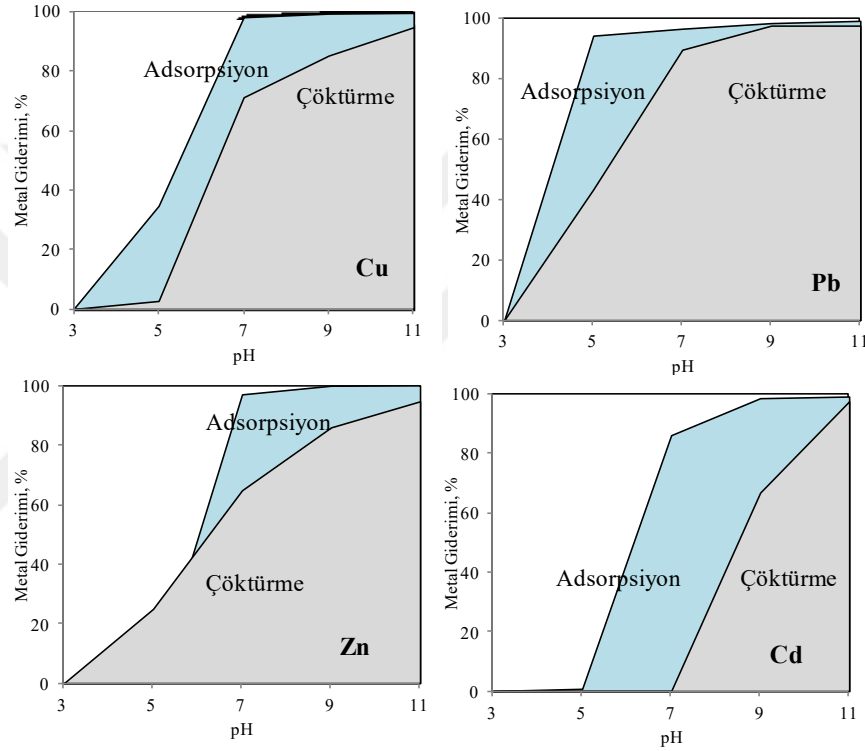 100
80
60
40
20
0
Metal Giderimi, %
Adsorpsiyon
Çöktürme
Cu
3 5 7 9 11
pH
100
80
60
40
20
0
Metal Giderim, %
Adsorpsiyon
Çöktürme
Pb
3 5 7 9 11
pH
100
80
60
40
20
0
Metal Giderimi, %
Adsorpsiyon
Çöktürme
Zn
3 5 7 9 11
pH
100
80
60
40
20
0
Metal Giderimi, %
Adsorpsiyon
Çöktürme
Cd
3 5 7 9 11
pH